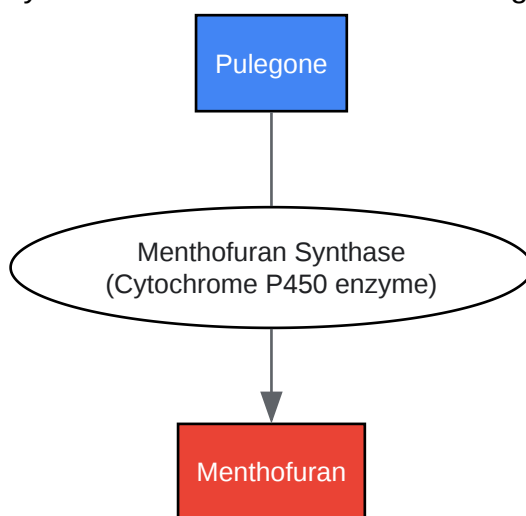 Pulegone
Menthofuran Synthase
(Cytochrome P450 enzyme)
Menthofuran